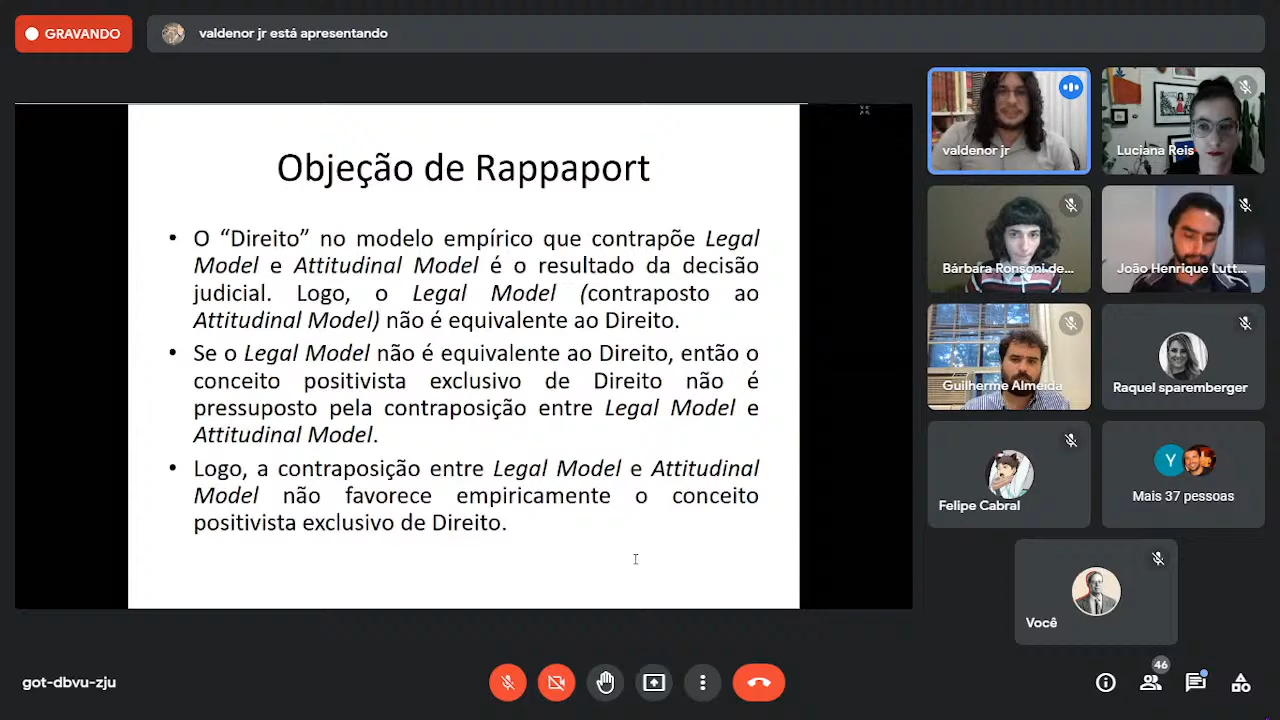 GRAVANDO
valdenor jr está apresentando
Objeção de Rappaport
• O “Direito” no modelo empírico que contrapõe Legal
Model e Attitudinal Model é o resultado da decisão
judicial. Logo, o Legal Model (contraposto ao
Attitudinal Model) não é equivalente ao Direito.
• Se o Legal Model não é equivalente ao Direito, então o
conceito positivista exclusivo de Direito não é
pressuposto pela contraposição entre Legal Model e
Attitudinal Model.
• Logo, a contraposição entre Legal Model e Attitudinal
Model não favorece empiricamente o conceito
positivista exclusivo de Direito.
valdenor jr
Luciana Reis
Bárbara Ronsoni de...
João Henrique Lutt...
Guilherme Almeida
Raquel sparemberger
Felipe Cabral
Y
Mais 37 pessoas
Você
got-dbvu-zju
46